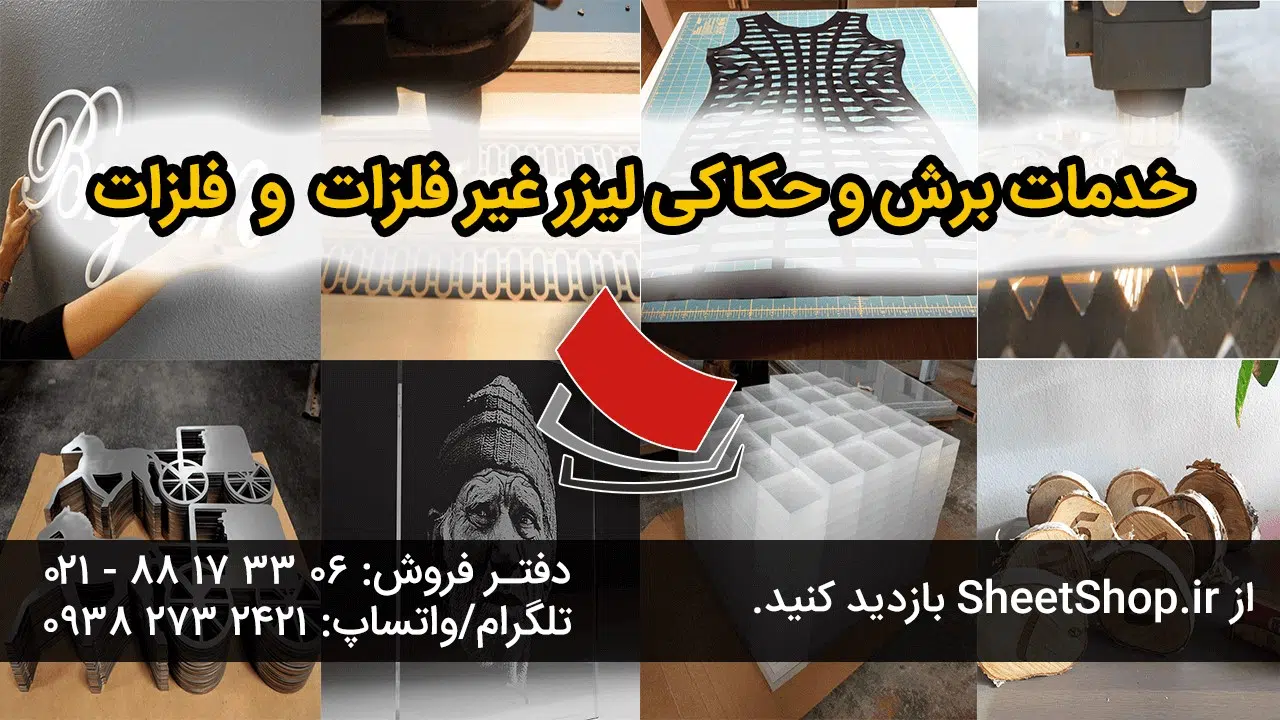 خدمات برش و حکاکی لیزر غیر فلزات و فلزات
از SheetShop.ir بازدید کنید.
دفتـر فروش: ۰۲۱ - ۸۸ ۱۷ ۳۳ ۰۶
تلگرام/واتساپ: ۰۹۳۸ ۲۷۳ ۲۴۲۱